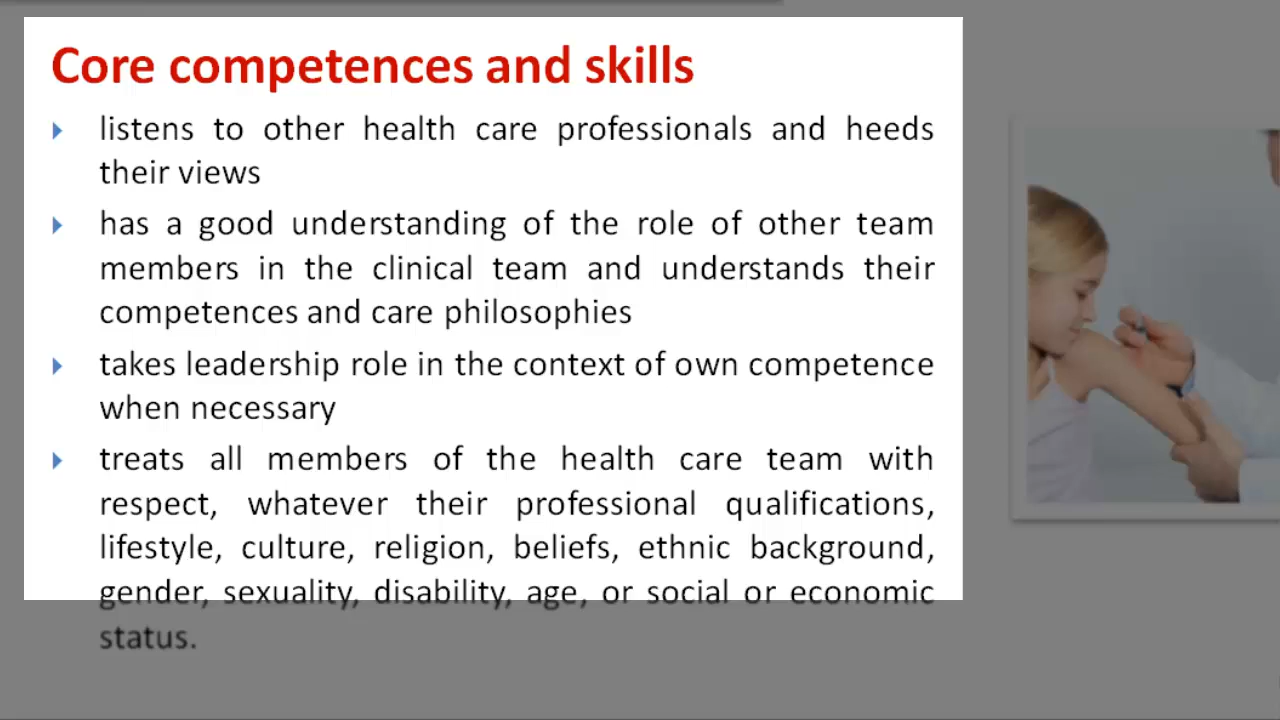 Core competences and skills
listens to other health care professionals and heeds
their views
has a good understanding of the role of other team
members in the clinical team and understands their
competences and care philosophies
takes leadership role in the context of own competence
when necessary
treats all members of the health care team with
respect, whatever their professional qualifications,
lifestyle, culture, religion, beliefs, ethnic background,
gender, sexuality, disability, age, or social or economic
status.